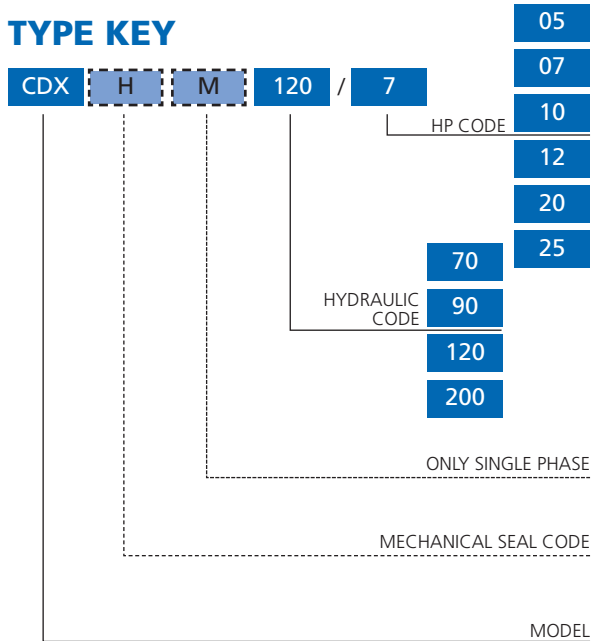 TYPE KEY
CDX H M 120 / 7
05
07
10
12
20
25
HP CODE
70
90
120
200
HYDRAULIC
CODE
ONLY SINGLE PHASE
MECHANICAL SEAL CODE
MODEL